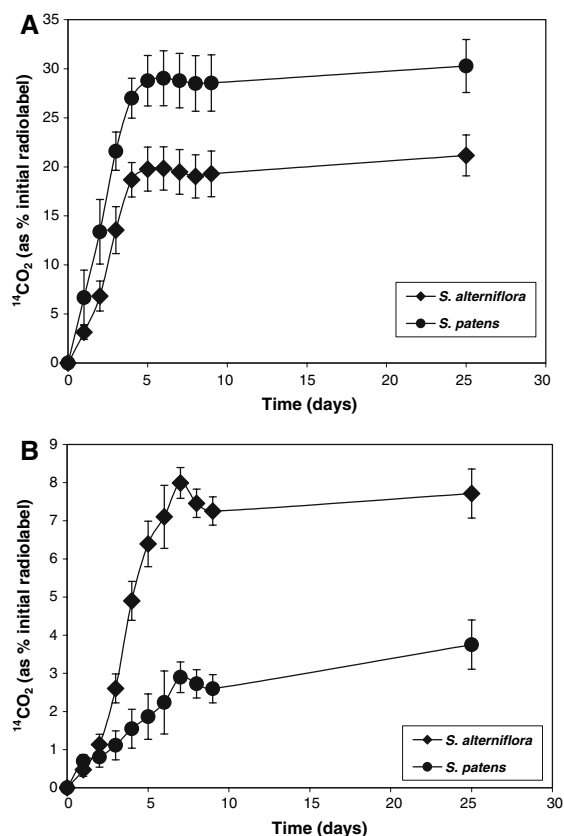 A
35
30
25
20
15
10
5
0
¹⁴CO₂ (as % initial radiolabel)
S. alterniflora
S. patens
0 5 10 15 20 25 30
Time (days)
B
9
8
7
6
5
4
3
2
1
0
¹⁴CO₂ (as % initial radiolabel)
S. alterniflora
S. patens
0 5 10 15 20 25 30
Time (days)